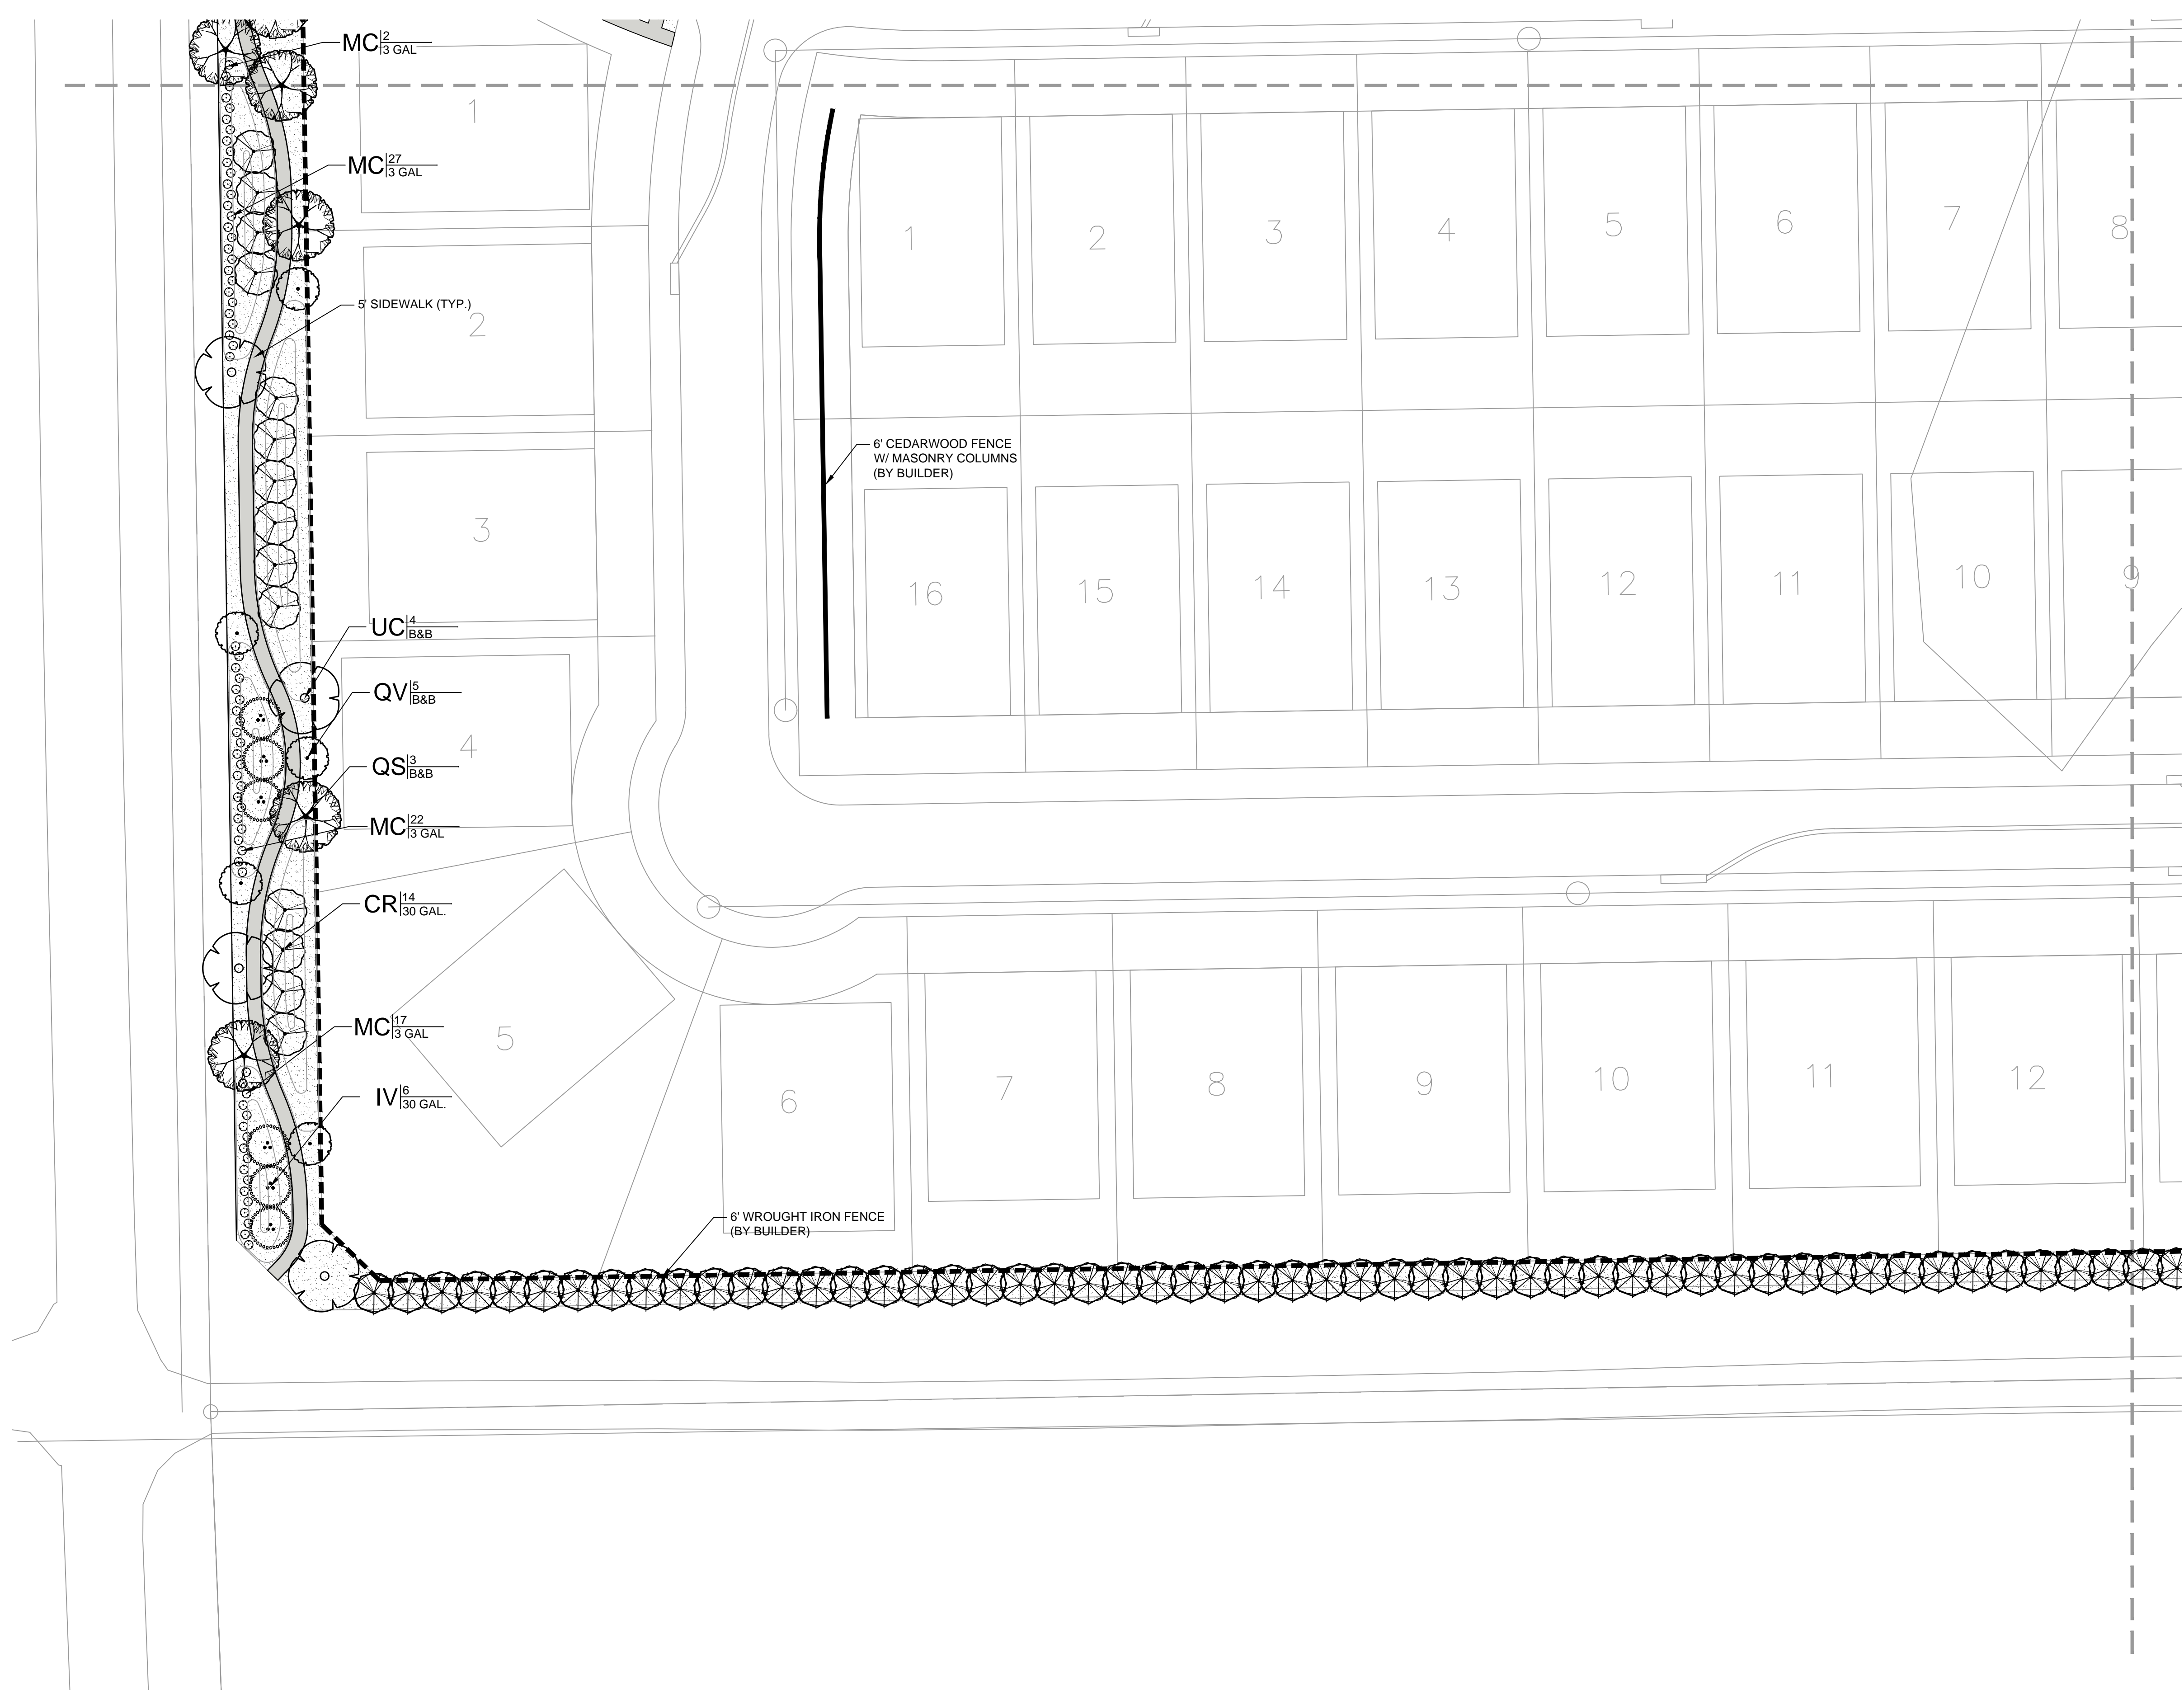 MC 2
3 GAL
MC 27
3 GAL
5' SIDEWALK (TYP.)
UC 4
B&B
QV 5
B&B
QS 3
B&B
MC 22
3 GAL
CR 14
30 GAL.
MC 17
3 GAL
IV 6
30 GAL.
1
2
3
4
5
6
7
8
9
10
11
12
6' CEDARWOOD FENCE
W/ MASONRY COLUMNS
(BY BUILDER)
1
2
3
4
5
6
7
8
16
15
14
13
12
11
10
9
6' WROUGHT IRON FENCE
(BY BUILDER)